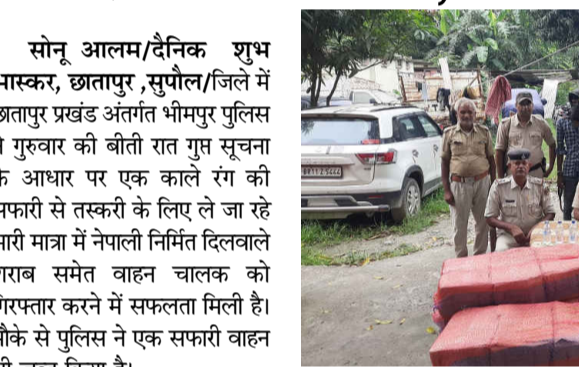 सोनू आलम/दैनिक शुभ
भास्कर, छातापुर ,सुपौल/जिले में
छातापुर प्रखंड अंतर्गत भीमपुर पुलिस
ने गुरुवार की बीती रात गुप्त सूचना
के आधार पर एक काले रंग की
सफारी से तस्करी के लिए ले जा रहे
भारी मात्रा में नेपाली निर्मित दिलवाले
शराब समेत वाहन चालक को
गिरफ्तार करने में सफलता मिली है।
मौके से पुलिस ने एक सफारी वाहन